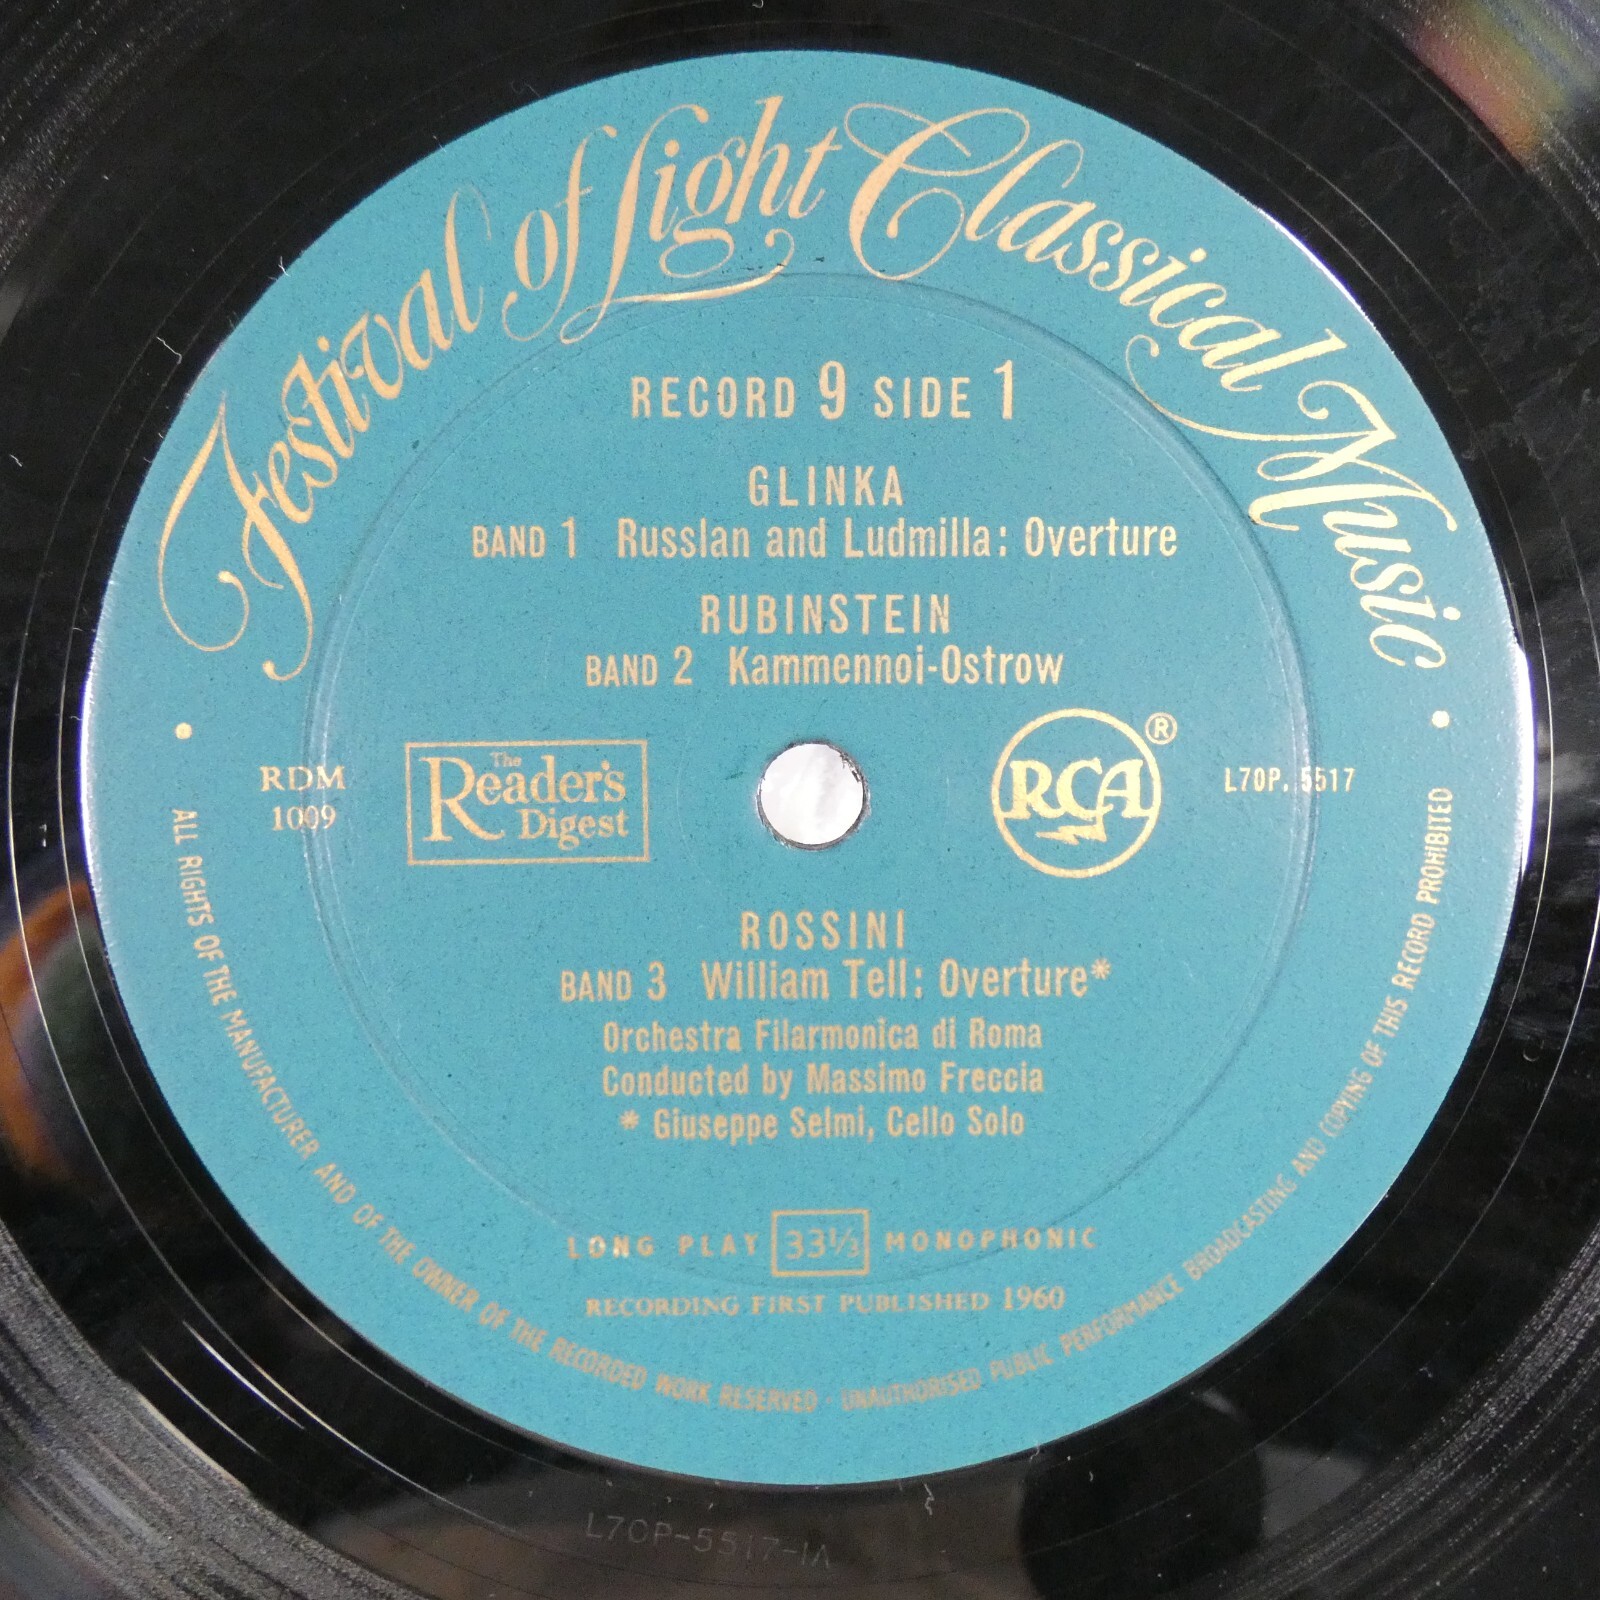 Festival of Light Classical Music
RECORD 9 SIDE 1
GLINKA
BAND 1 Russlan and Ludmilla: Overture
RUBINSTEIN
BAND 2 Kammennoi-Ostrow
RDM
1009
The
Reader's
Digest
RCA
®
L70P. 5517
ROSSINI
BAND 3 William Tell: Overture*
Orchestra Filarmonica di Roma
Conducted by Massimo Freccia
* Giuseppe Selmi, Cello Solo
LONG PLAY 33⅓ MONOPHONIC
RECORDING FIRST PUBLISHED 1960
ALL RIGHTS OF THE MANUFACTURER AND OF THE OWNER OF THE RECORDED WORK RESERVED · UNAUTHORISED PUBLIC PERFORMANCE BROADCASTING AND COPYING OF THIS RECORD PROHIBITED
L70P-5517-1A